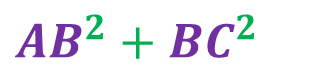 AB² + BC²